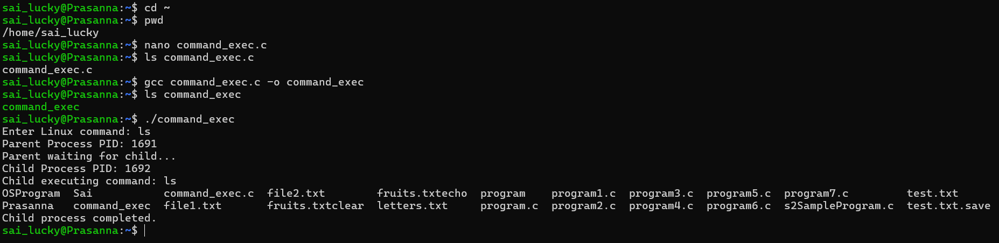 sai_lucky@Prasanna:~$ cd ~
sai_lucky@Prasanna:~$ pwd
/home/sai_lucky
sai_lucky@Prasanna:~$ nano command_exec.c
sai_lucky@Prasanna:~$ ls command_exec.c
command_exec.c
sai_lucky@Prasanna:~$ gcc command_exec.c -o command_exec
sai_lucky@Prasanna:~$ ls command_exec
command_exec
sai_lucky@Prasanna:~$ ./command_exec
Enter Linux command: ls
Parent Process PID: 1691
Parent waiting for child...
Child Process PID: 1692
Child executing command: ls
OSProgram  Sai           command_exec.c  file2.txt        fruits.txtecho  program    program1.c  program3.c  program5.c  program7.c         test.txt
Prasanna   command_exec  file1.txt       fruits.txtclear  letters.txt     program.c  program2.c  program4.c  program6.c  s2SampleProgram.c  test.txt.save
Child process completed.
sai_lucky@Prasanna:~$